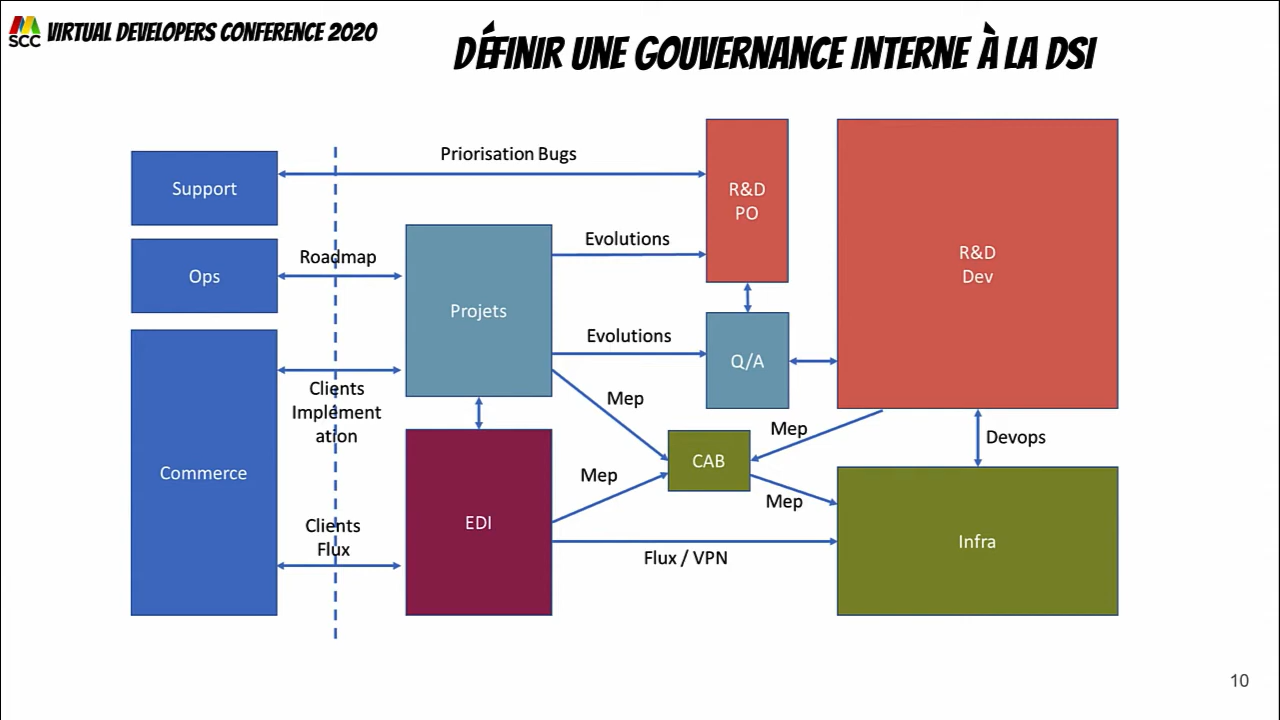 SCC
VIRTUAL DEVELOPERS CONFERENCE 2020
DÉFINIR UNE GOUVERNANCE INTERNE À LA DSI
Support
Ops
Commerce
Priorisation Bugs
Roadmap
Clients
Implément
ation
Clients
Flux
Projets
EDI
Evolutions
Evolutions
Mep
Mep
Flux / VPN
R&D
PO
Q/A
CAB
Mep
Mep
R&D
Dev
Devops
Infra
10